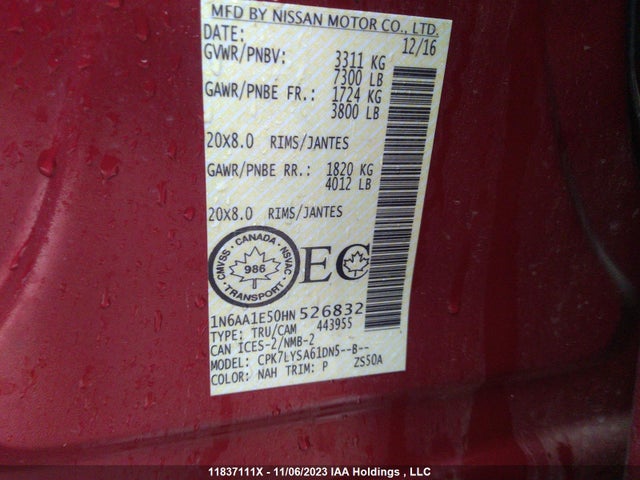 MFD BY NISSAN MOTOR CO., LTD.
DATE: 12/16
GVWR/PNBV: 3311 KG
7300 LB
GAWR/PNBE FR.: 1724 KG
3800 LB
20X8.0 RIMS/JANTES
GAWR/PNBE RR.: 1820 KG
4012 LB
20X8.0 RIMS/JANTES
CANADA
CMVSS NSVAC
986
TRANSPORT
EC
1N6AA1E50HN526832
TYPE: TRU/CAM 443955
CAN ICES-2/NMB-2
MODEL: CPK7LYSA61DN5--B--
COLOR: NAH TRIM: P ZS50A
11837111X - 11/06/2023 IAA Holdings , LLC